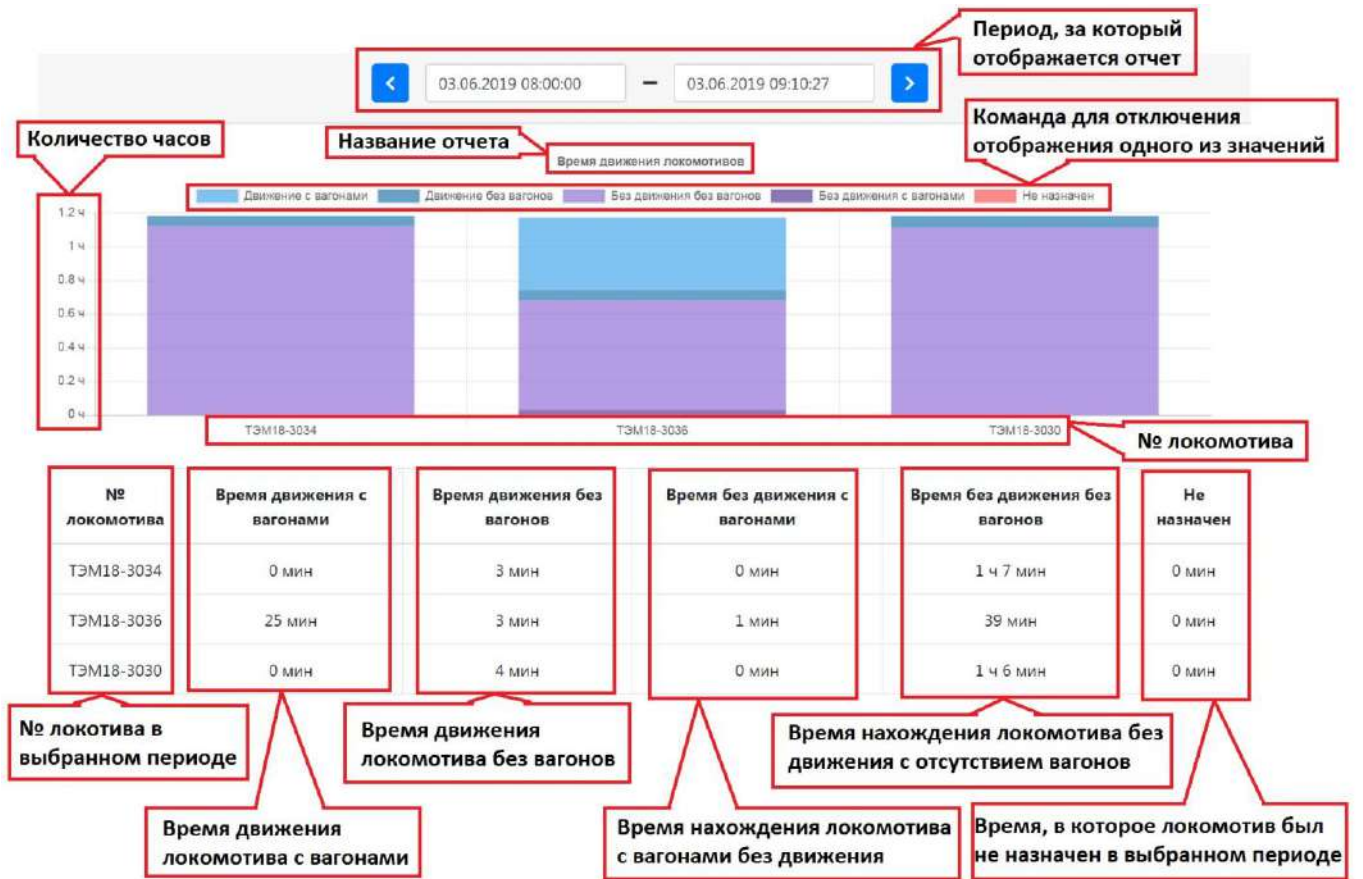 Период, за который
отображается отчет
03.06.2019 08:00:00 – 03.06.2019 09:10:27
Команда для отключения
отображения одного из значений
Количество часов
Название отчета
Время движения локомотивов
Движение с вагонами Движение без вагонов Без движения без вагонов Без движения с вагонами Не назначен
1.2 ч
1 ч
0.8 ч
0.6 ч
0.4 ч
0.2 ч
0 ч
ТЭМ18-3034 ТЭМ18-3036 ТЭМ18-3030
№ локомотива
№ локомотива
Время движения с вагонами
Время движения без вагонов
Время без движения с вагонами
Время без движения без вагонов
Не назначен
ТЭМ18-3034 0 мин 3 мин 0 мин 1 ч 7 мин 0 мин
ТЭМ18-3036 25 мин 3 мин 1 мин 39 мин 0 мин
ТЭМ18-3030 0 мин 4 мин 0 мин 1 ч 6 мин 0 мин
№ локотива в
выбранном периоде
Время движения
локомотива без вагонов
Время нахождения локомотива без
движения с отсутствием вагонов
Время движения
локомотива с вагонами
Время нахождения локомотива
с вагонами без движения
Время, в которое локомотив был
не назначен в выбранном периоде